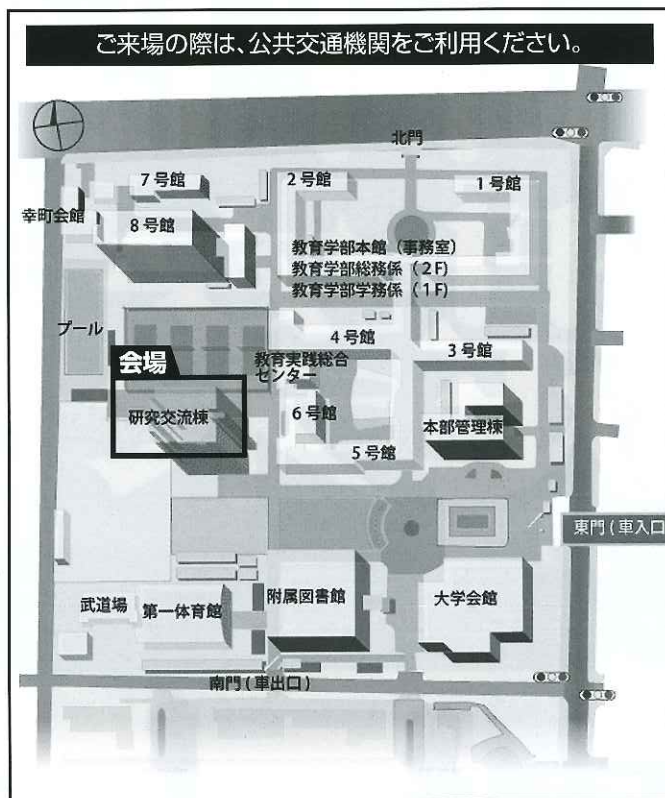 ご来場の際は、公共交通機関をご利用ください。
北門
7号館
2号館
1号館
幸町会館
8号館
教育学部本館（事務室）
教育学部総務係（2F)
教育学部学務係（1F)
プール
4号館
3号館
会場
教育実践総合
センター
研究交流棟
6号館
本部管理棟
5号館
東門(車入口
武道場
第一体育館
附属図書館
大学会館
南門(車出口)